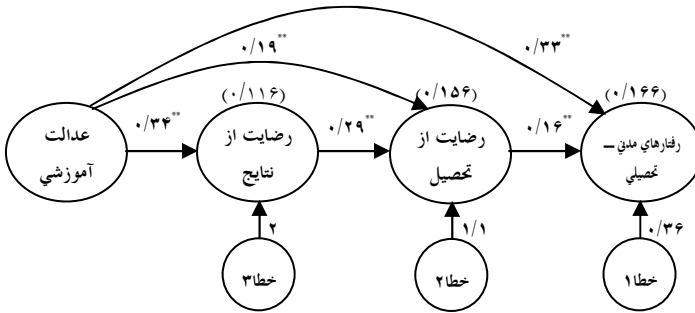 ۰/۱۹**
۰/۳۳**
(۰/۱۱۶)
(۰/۱۵۶)
(۰/۱۶۶)
عدالت
آموزشي
۰/۳۴**
رضايت از
نتايج
۰/۲۹**
رضايت از
تحصيل
۰/۱۶**
رفتارهاي مدني –
تحصيلي
۲
۱/۱
۰/۳۶
خطا۳
خطا۲
خطا۱